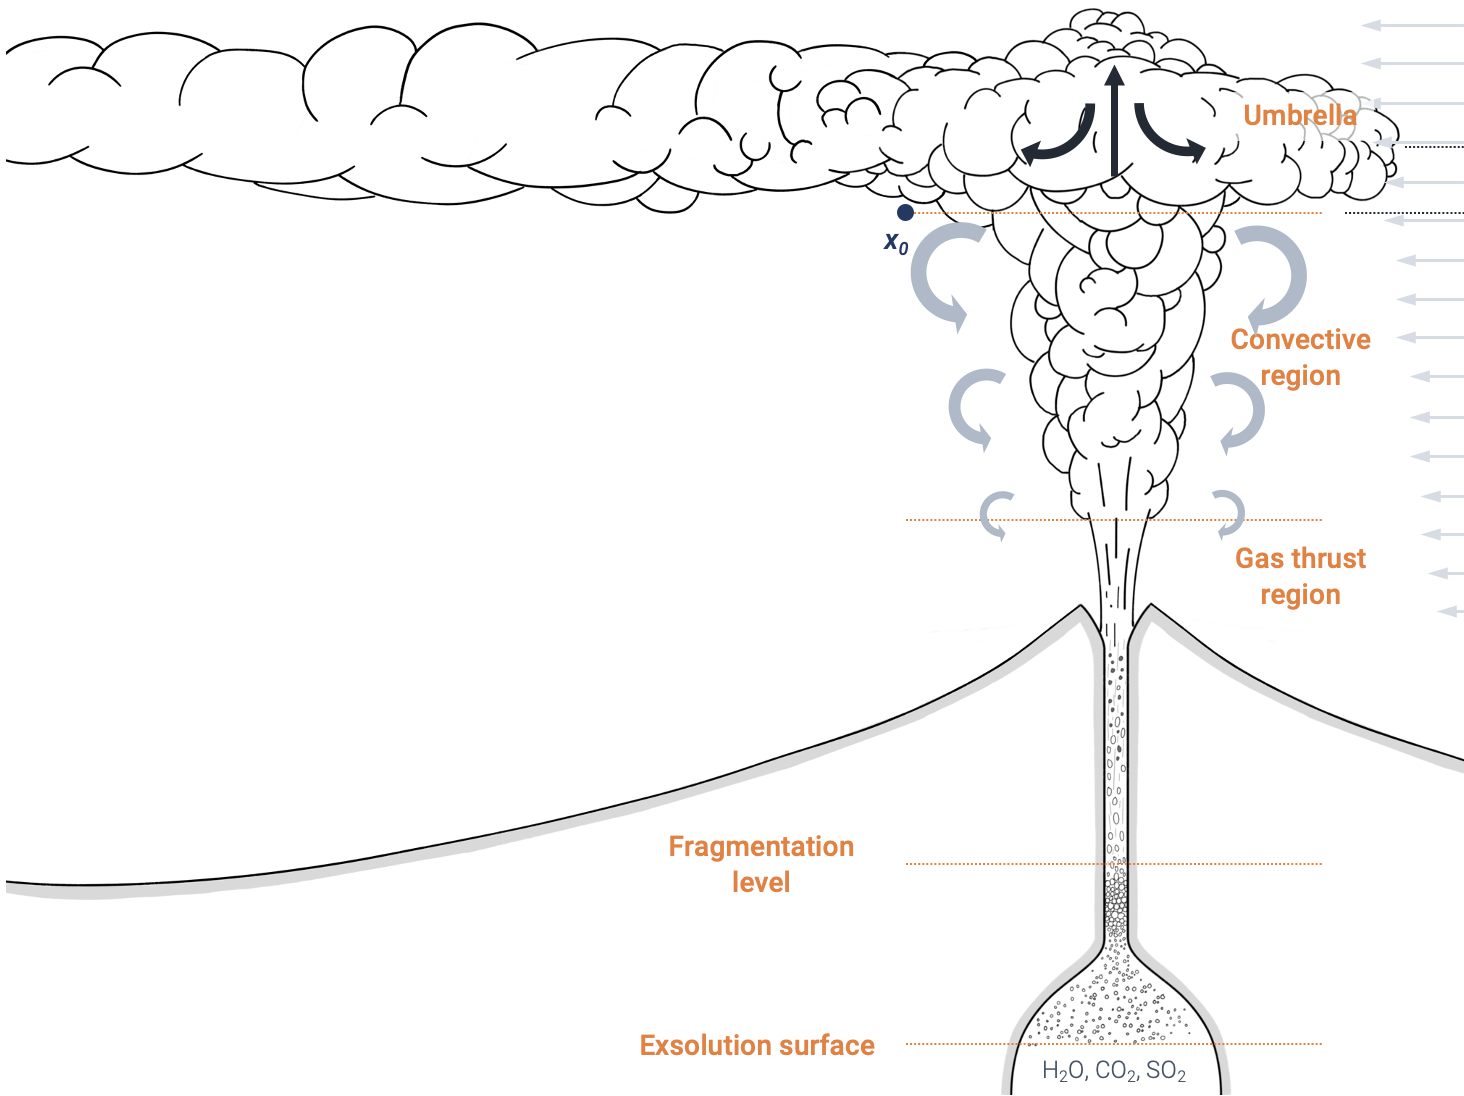 Umbrella
x₀
Convective
region
Gas thrust
region
Fragmentation
level
Exsolution surface
H₂O, CO₂, SO₂